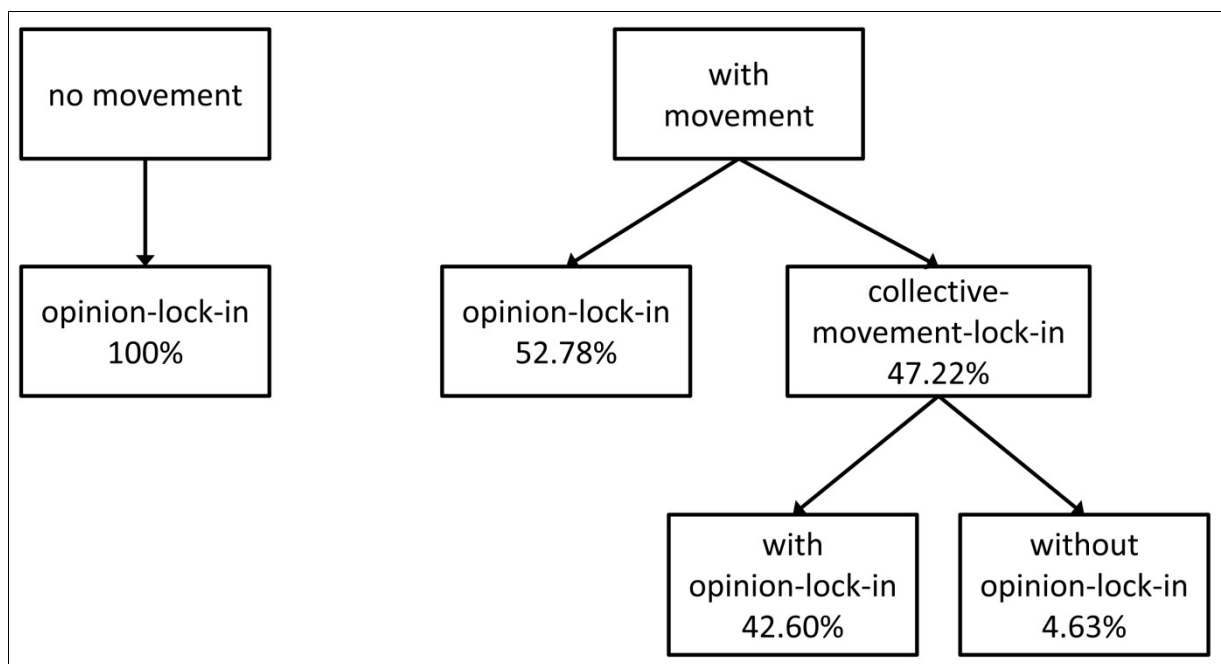 no movement
with
movement
opinion-lock-in
100%
opinion-lock-in
52.78%
collective-
movement-lock-in
47.22%
with
opinion-lock-in
42.60%
without
opinion-lock-in
4.63%